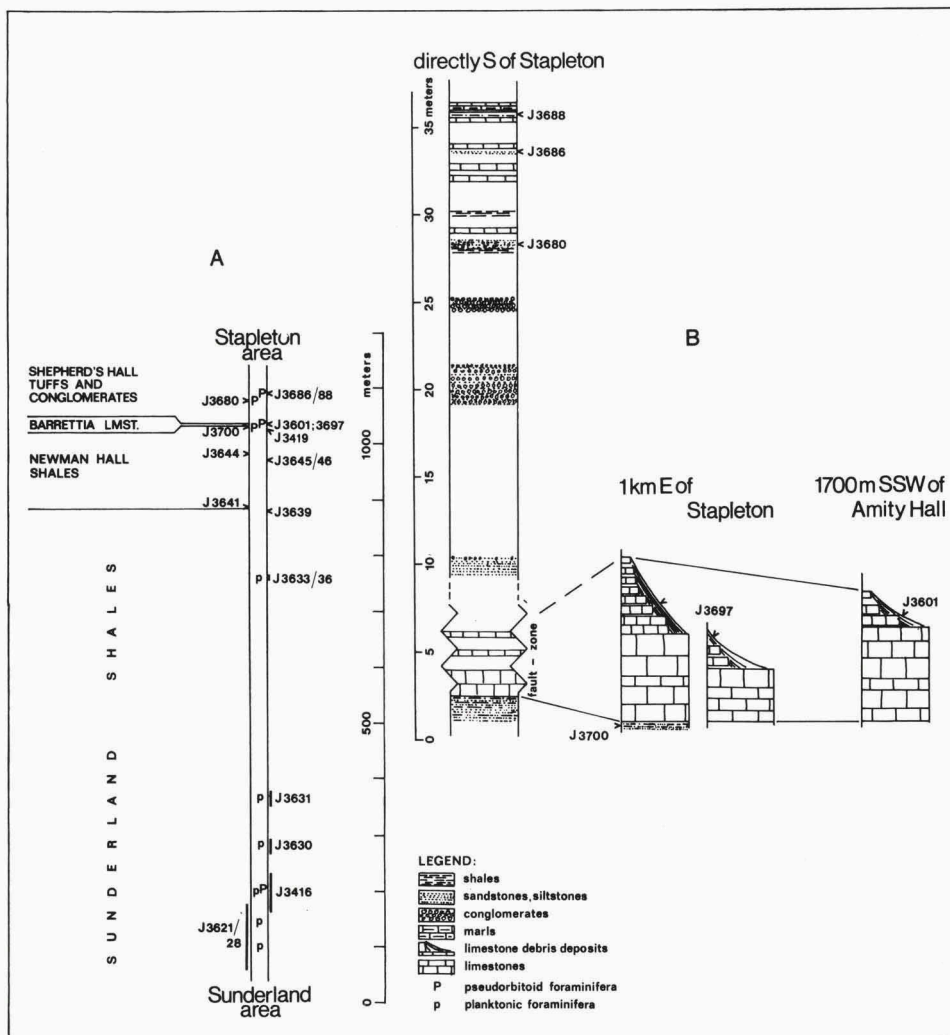 directly S of Stapleton
35 meters
30
25
20
15
10
5
0
J3688
J3686
J3680
fault - zone
A
Stapleton
area
SHEPERD'S HALL
TUFFS AND
CONGLOMERATES
BARRETTIA LMST.
NEWMAN HALL
SHALES
SUNDERLAND SHALES
J3680
P
p
J3686/88
J3700
P
p
J3601;3697
J3419
J3644
J3645/46
J3641
J3639
p
J3633/36
p
J3631
p
J3630
pP
J3416
J3621/
28
p
p
Sunderland
area
meters
1000
500
0
B
1km E of
Stapleton
1700m SSW of
Amity Hall
J3697
J3601
J3700
LEGEND:
shales
sandstones, siltstones
conglomerates
marls
limestone debris deposits
limestones
P pseudorbitoid foraminifera
p planktonic foraminifera